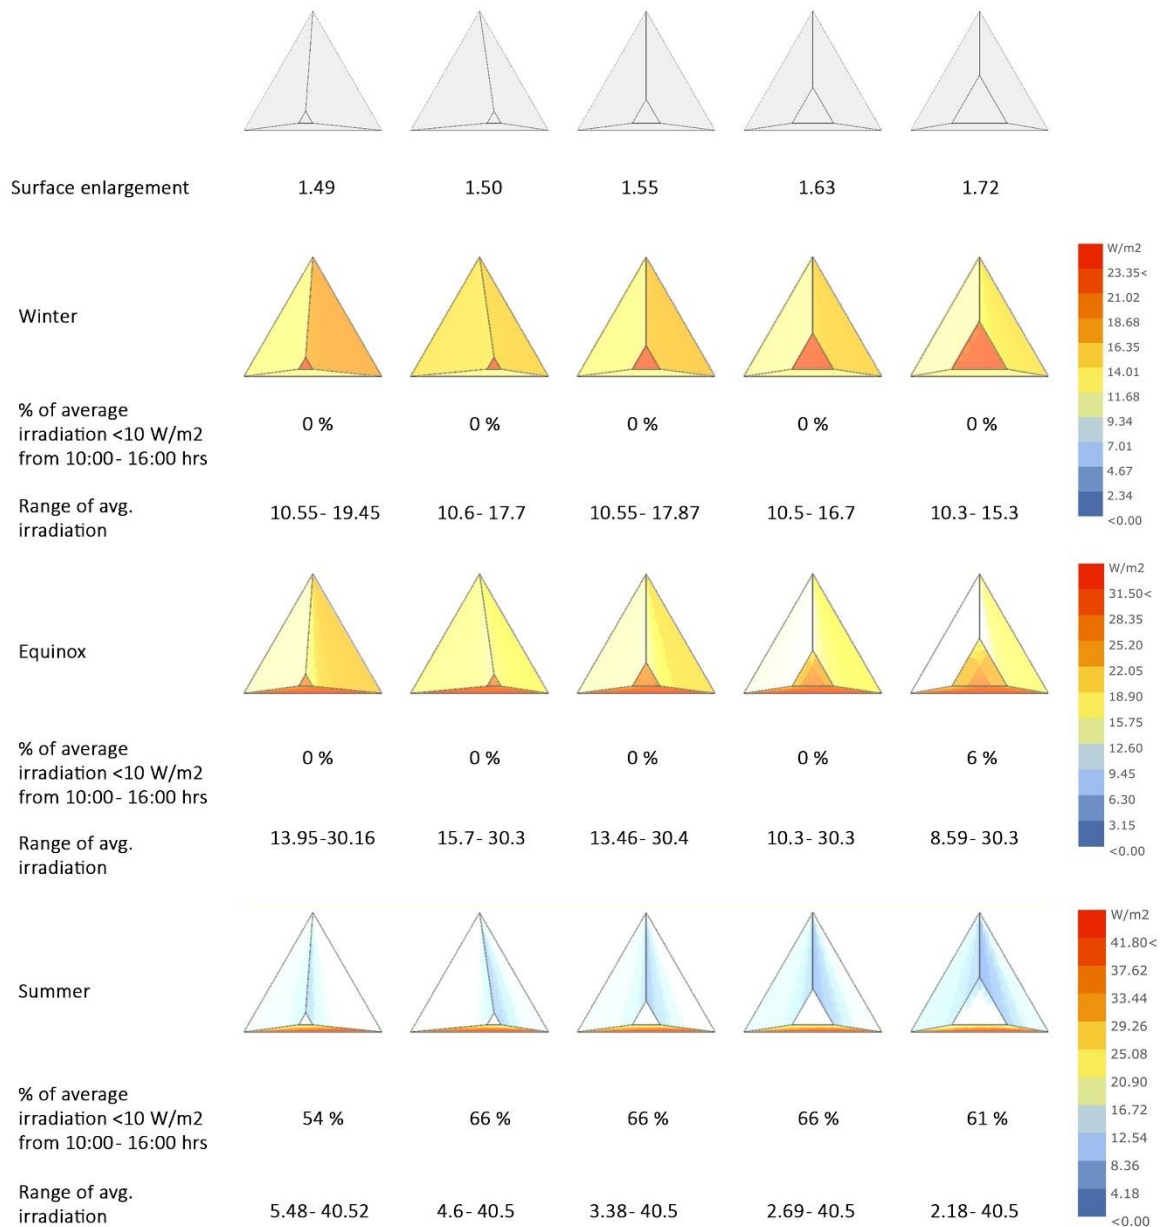 Surface enlargement 1.49 1.50 1.55 1.63 1.72
Winter
% of average
irradiation <10 W/m2
from 10:00- 16:00 hrs
0 % 0 % 0 % 0 % 0 %
Range of avg.
irradiation
10.55- 19.45 10.6- 17.7 10.55- 17.87 10.5- 16.7 10.3- 15.3
W/m2
23.35<
21.02
18.68
16.35
14.01
11.68
9.34
7.01
4.67
2.34
<0.00
Equinox
% of average
irradiation <10 W/m2
from 10:00- 16:00 hrs
0 % 0 % 0 % 0 % 6 %
Range of avg.
irradiation
13.95-30.16 15.7- 30.3 13.46- 30.4 10.3- 30.3 8.59- 30.3
W/m2
31.50<
28.35
25.20
22.05
18.90
15.75
12.60
9.45
6.30
3.15
<0.00
Summer
% of average
irradiation <10 W/m2
from 10:00- 16:00 hrs
54 % 66 % 66 % 66 % 61 %
Range of avg.
irradiation
5.48- 40.52 4.6- 40.5 3.38- 40.5 2.69- 40.5 2.18- 40.5
W/m2
41.80<
37.62
33.44
29.26
25.08
20.90
16.72
12.54
8.36
4.18
<0.00